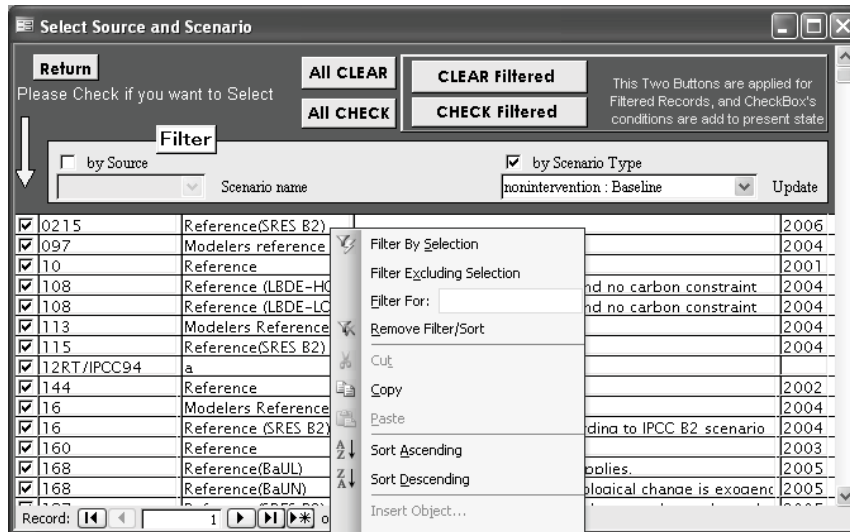 Select Source and Scenario
Return
All CLEAR
CLEAR Filtered
This Two Buttons are applied for
Filtered Records, and CheckBox's
conditions are add to present state
Please Check if you want to Select
All CHECK
CHECK Filtered
Filter
by Source
by Scenario Type
Scenario name
nonintervention : Baseline
Update
0215 Reference(SRES B2) 2006
097 Modelers reference 2004
10 Reference 2001
108 Reference (LBDE-HO nd no carbon constraint 2004
108 Reference (LBDE-LO nd no carbon constraint 2004
113 Modelers Reference 2004
115 Reference(SRES B2) 2004
12RT/IPCC94 a
144 Reference 2002
16 Modelers Reference 2004
16 Reference (SRES B2) rding to IPCC B2 scenario 2004
160 Reference 2003
168 Reference(BaUL) pplies. 2005
168 Reference(BaUN) ological change is exogenc 2005
Filter By Selection
Filter Excluding Selection
Filter For:
Remove Filter/Sort
Cut
Copy
Paste
Sort Ascending
Sort Descending
Insert Object...
Record: 1 o